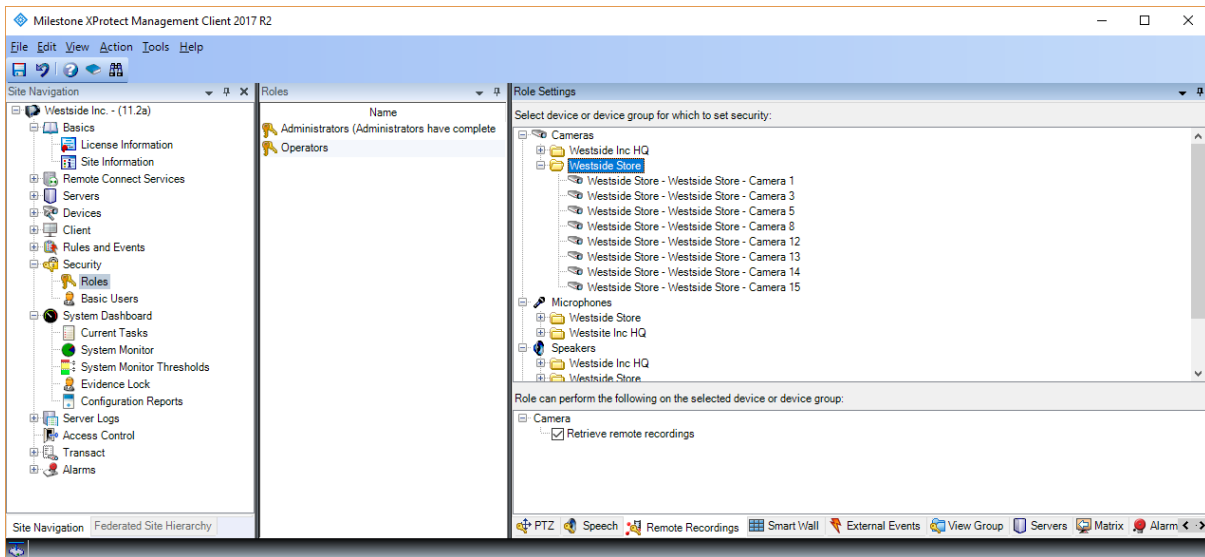 Milestone XProtect Management Client 2017 R2
File Edit View Action Tools Help
Site Navigation
Westside Inc. - (11.2a)
Basics
License Information
Site Information
Remote Connect Services
Servers
Devices
Client
Rules and Events
Security
Roles
Basic Users
System Dashboard
Current Tasks
System Monitor
System Monitor Thresholds
Evidence Lock
Configuration Reports
Server Logs
Access Control
Transact
Alarms
Site Navigation Federated Site Hierarchy
Roles
Name
Administrators (Administrators have complete
Operators
Role Settings
Select device or device group for which to set security:
Cameras
Westside Inc HQ
Westside Store
Westside Store - Westside Store - Camera 1
Westside Store - Westside Store - Camera 3
Westside Store - Westside Store - Camera 5
Westside Store - Westside Store - Camera 8
Westside Store - Westside Store - Camera 12
Westside Store - Westside Store - Camera 13
Westside Store - Westside Store - Camera 14
Westside Store - Westside Store - Camera 15
Microphones
Westside Store
Westsite Inc HQ
Speakers
Westside Inc HQ
Westside Store
Role can perform the following on the selected device or device group:
Camera
Retrieve remote recordings
PTZ Speech Remote Recordings Smart Wall External Events View Group Servers Matrix Alarm